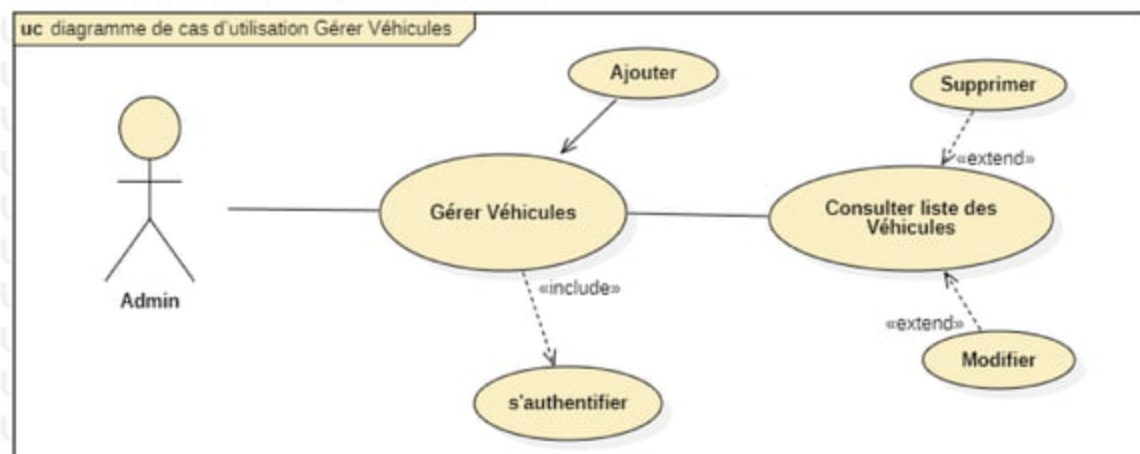 uc diagramme de cas d'utilisation Gérer Véhicules
Ajouter
Supprimer
«extend»
Gérer Véhicules
Consulter liste des
Véhicules
«include»
Admin
«extend»
Modifier
s'authentifier